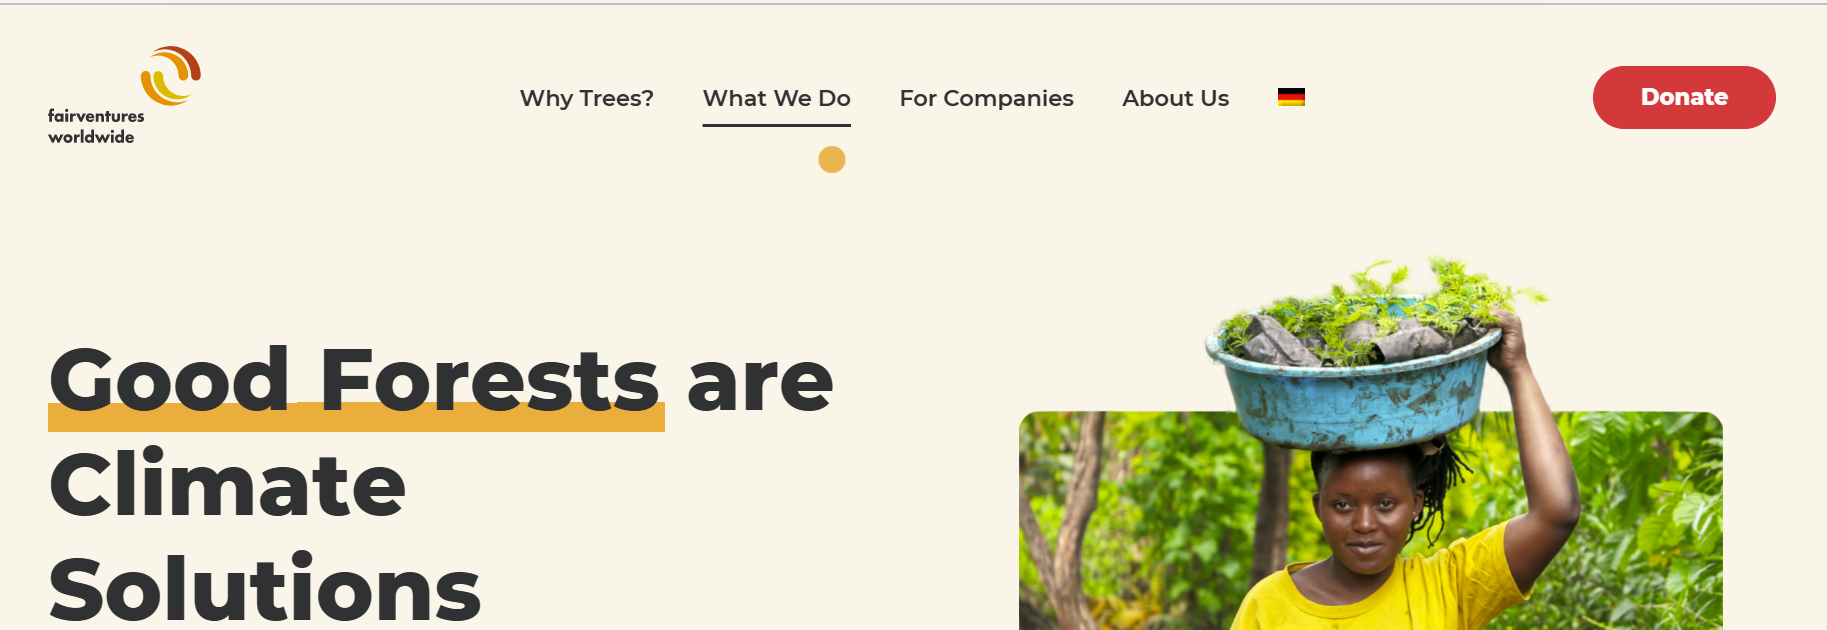 fairventures
worldwide
Why Trees?
What We Do
For Companies
About Us
Donate
Good Forests are
Climate
Solutions